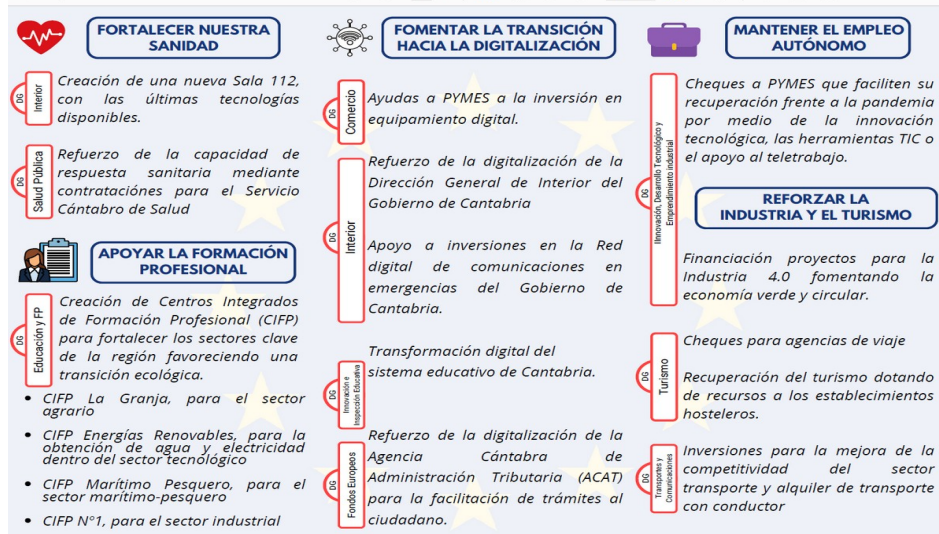 FORTALECER NUESTRA
SANIDAD
DG
Interior
Creación de una nueva Sala 112,
con las últimas tecnologías
disponibles.
DG
Salud Pública
Refuerzo de la capacidad de
respuesta sanitaria mediante
contrataciónes para el Servicio
Cántabro de Salud
APOYAR LA FORMACIÓN
PROFESIONAL
DG
Educación y FP
Creación de Centros Integrados
de Formación Profesional (CIFP)
para fortalecer los sectores clave
de la región favoreciendo una
transición ecológica.
• CIFP La Granja, para el sector
agrario
• CIFP Energías Renovables, para la
obtención de agua y electricidad
dentro del sector tecnológico
• CIFP Marítimo Pesquero, para el
sector marítimo-pesquero
• CIFP Nº1, para el sector industrial
FOMENTAR LA TRANSICIÓN
HACIA LA DIGITALIZACIÓN
DG
Comercio
Ayudas a PYMES a la inversión en
equipamiento digital.
DG
Interior
Refuerzo de la digitalización de la
Dirección General de Interior del
Gobierno de Cantabria
Apoyo a inversiones en la Red
digital de comunicaciones en
emergencias del Gobierno de
Cantabria.
DG
Innovación e
Inspección Educativa
Transformación digital del
sistema educativo de Cantabria.
DG
Fondos Europeos
Refuerzo de la digitalización de la
Agencia Cántabra de
Administración Tributaria (ACAT)
para la facilitación de trámites al
ciudadano.
MANTENER EL EMPLEO
AUTÓNOMO
DG
IInnovación, Desarrollo Tecnológico y
Emprendimiento industrial
Cheques a PYMES que faciliten su
recuperación frente a la pandemia
por medio de la innovación
tecnológica, las herramientas TIC o
el apoyo al teletrabajo.
REFORZAR LA
INDUSTRIA Y EL TURISMO
Financiación proyectos para la
Industria 4.0 fomentando la
economía verde y circular.
DG
Turismo
Cheques para agencias de viaje
Recuperación del turismo dotando
de recursos a los establecimientos
hosteleros.
DG
Transportes y
Comunicaciones
Inversiones para la mejora de la
competitividad del sector
transporte y alquiler de transporte
con conductor